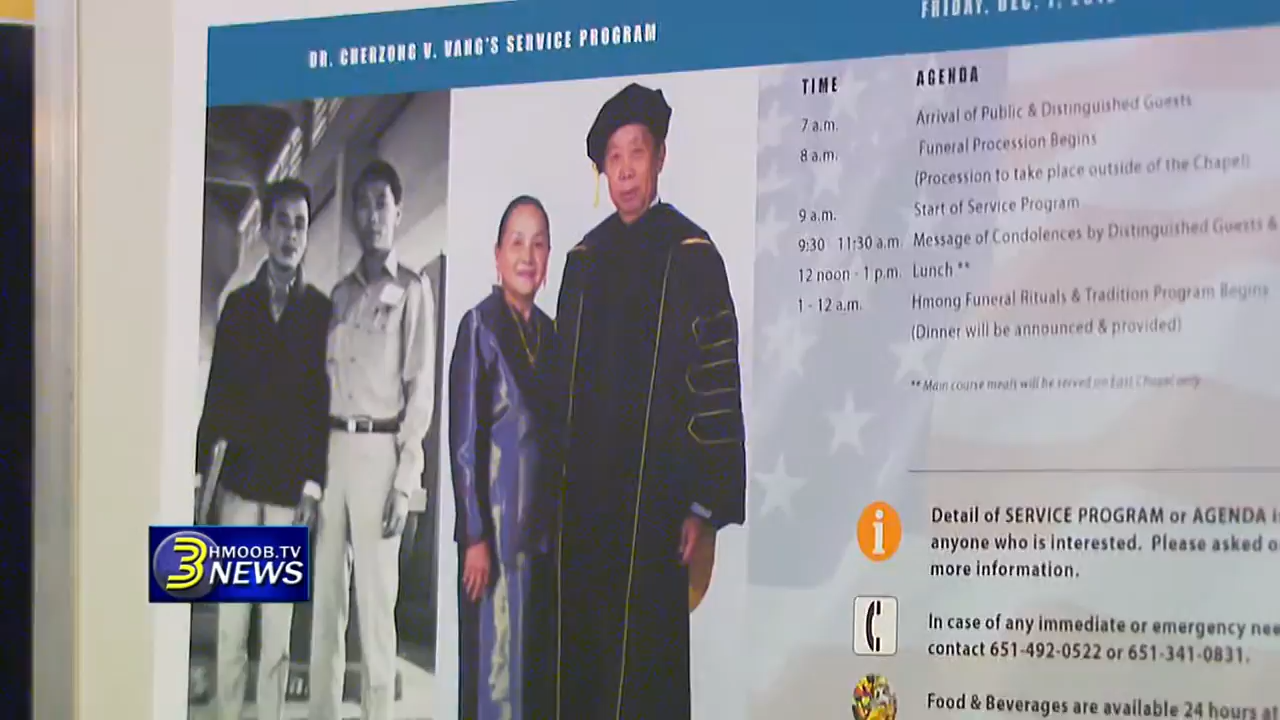 DR. CHERZONG V. VANG'S SERVICE PROGRAM
FRIDAY, DEC. 7,
TIME AGENDA
7 a.m. Arrival of Public & Distinguished Guests
8 a.m. Funeral Procession Begins
(Procession to take place outside of the Chapel)
9 a.m. Start of Service Program
9:30 11:30 a.m. Message of Condolences by Distinguished Guests &
12 noon - 1 p.m. Lunch **
1 - 12 a.m. Hmong Funeral Rituals & Tradition Program Begins
(Dinner will be announced & provided)
** Main course meals will be served on East Chapel only
Detail of SERVICE PROGRAM or AGENDA
anyone who is interested. Please asked
more information.
In case of any immediate or emergency
contact 651-492-0522 or 651-341-0831.
Food & Beverages are available 24 hours
3 HMOOB.TV
NEWS